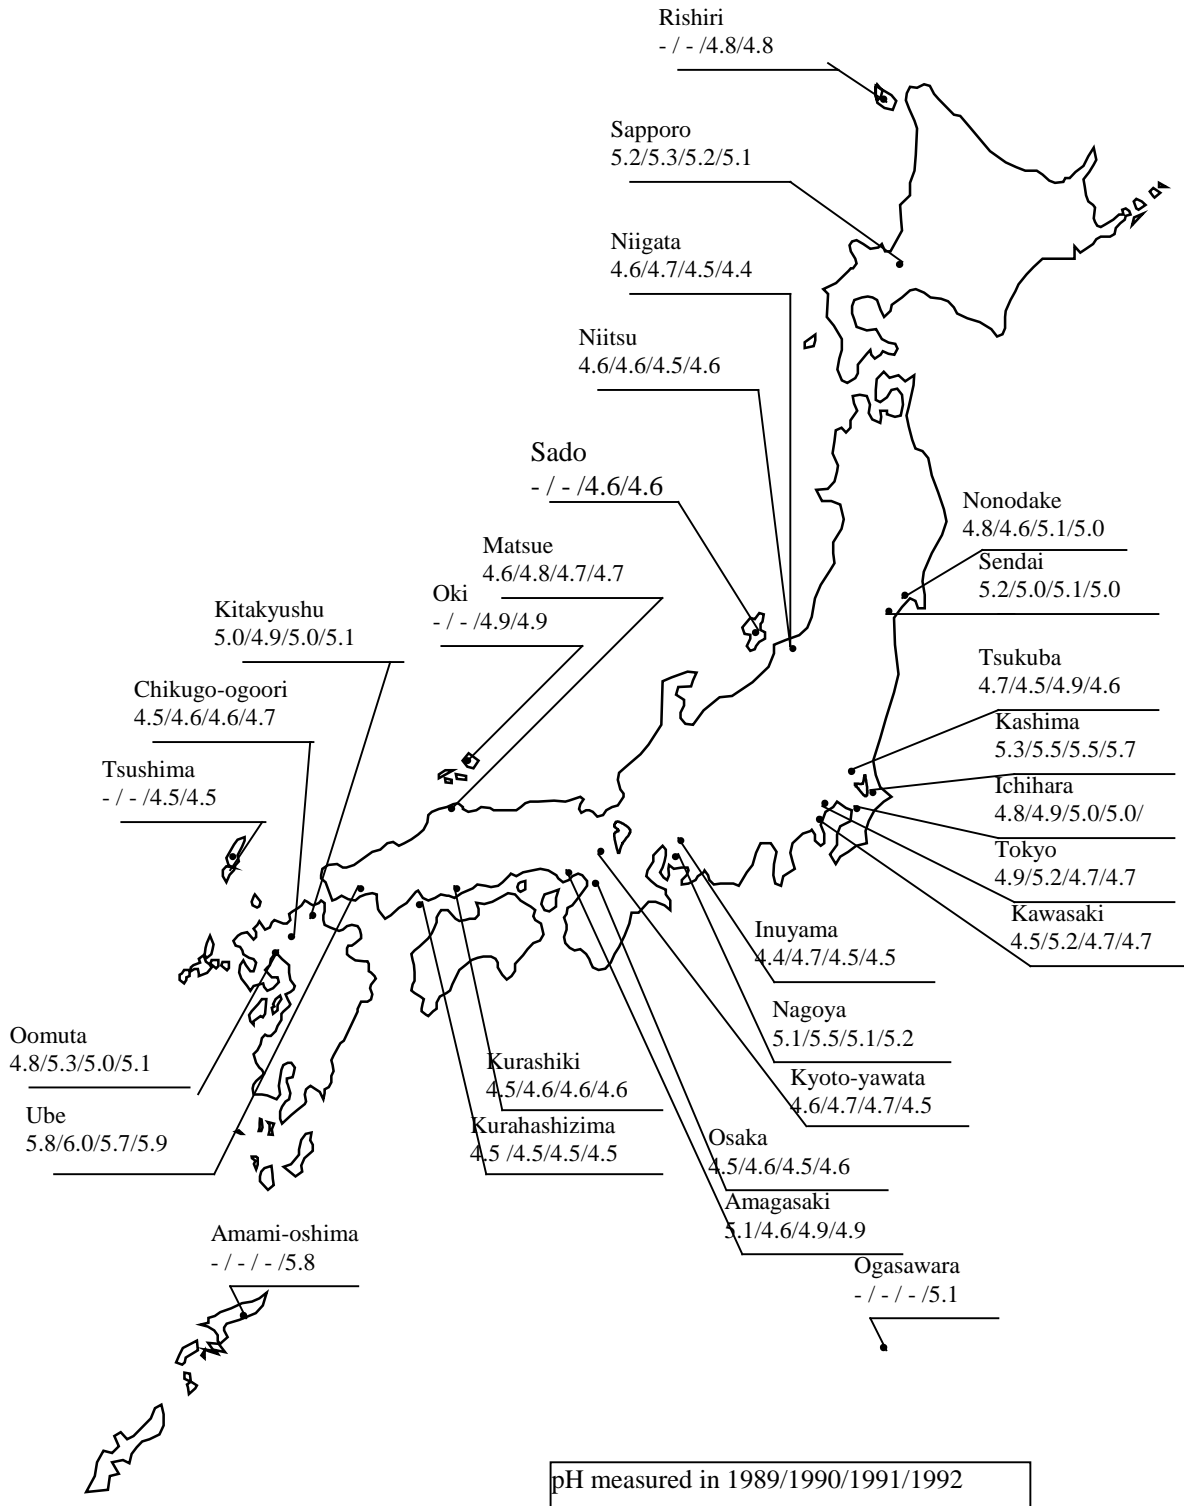 Rishiri
- / - /4.8/4.8
Sapporo
5.2/5.3/5.2/5.1
Niigata
4.6/4.7/4.5/4.4
Niitsu
4.6/4.6/4.5/4.6
Sado
- / - /4.6/4.6
Matsue
4.6/4.8/4.7/4.7
Oki
- / - /4.9/4.9
Kitakyushu
5.0/4.9/5.0/5.1
Chikugo-ogoori
4.5/4.6/4.6/4.7
Tsushima
- / - /4.5/4.5
Nonodake
4.8/4.6/5.1/5.0
Sendai
5.2/5.0/5.1/5.0
Tsukuba
4.7/4.5/4.9/4.6
Kashima
5.3/5.5/5.5/5.7
Ichihara
4.8/4.9/5.0/5.0/
Tokyo
4.9/5.2/4.7/4.7
Kawasaki
4.5/5.2/4.7/4.7
Inuyama
4.4/4.7/4.5/4.5
Nagoya
5.1/5.5/5.1/5.2
Kyoto-yawata
4.6/4.7/4.7/4.5
Osaka
4.5/4.6/4.5/4.6
Amagasaki
5.1/4.6/4.9/4.9
Oomuta
4.8/5.3/5.0/5.1
Ube
5.8/6.0/5.7/5.9
Kurashiki
4.5/4.6/4.6/4.6
Kurahashizima
4.5 /4.5/4.5/4.5
Amami-oshima
- / - / - /5.8
Ogasawara
- / - / - /5.1
pH measured in 1989/1990/1991/1992